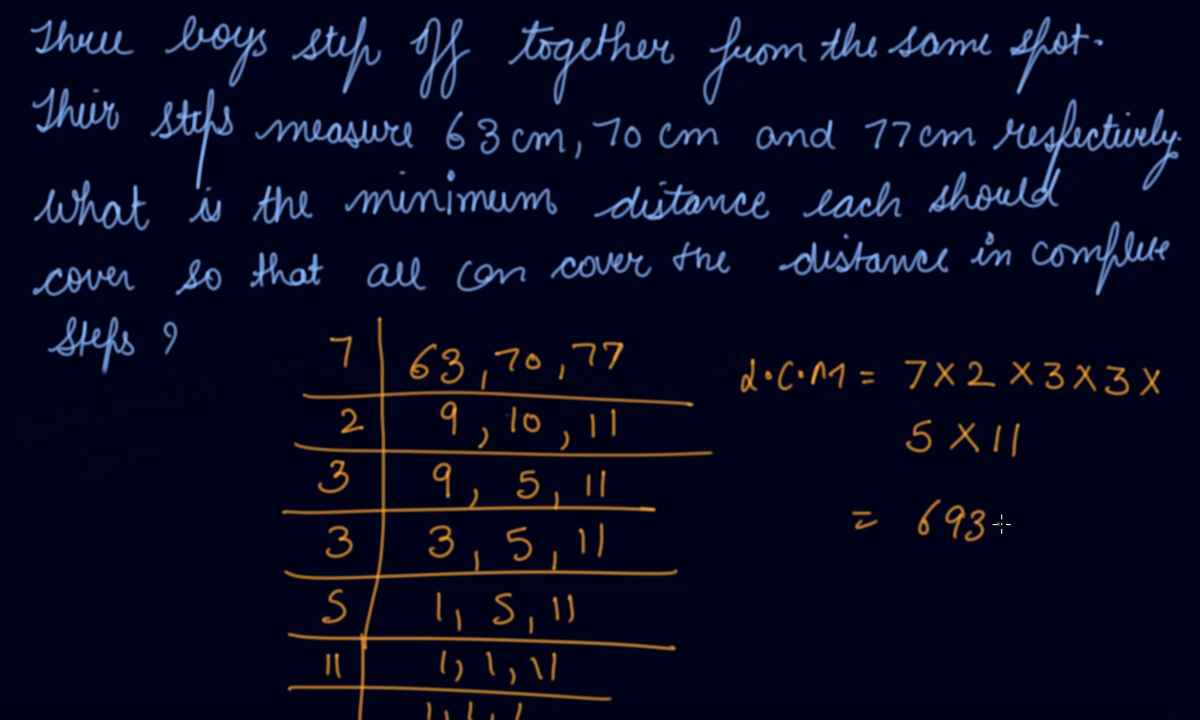 Three boys step off together from the same spot.
Their steps measure 63 cm, 70 cm and 77 cm respectively.
what is the minimum distance each should
cover so that all can cover the distance in complete
steps ?
7 | 63, 70, 77
2 | 9, 10, 11
3 | 9, 5, 11
3 | 3, 5, 11
5 | 1, 5, 11
11 | 1, 1, 11
1, 1, 1
L.C.M = 7 X 2 X 3 X 3 X
5 X 11
= 693